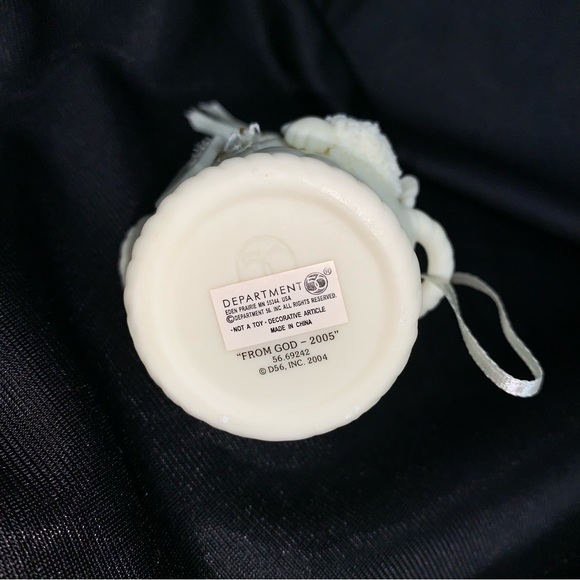 DEPARTMENT 56®
EDEN PRAIRIE MN 55344. USA
©DEPARTMENT 56. INC ALL RIGHTS RESERVED.
·NOT A TOY·DECORATIVE ARTICLE
MADE IN CHINA
"FROM GOD – 2005"
56.69242
© D56, INC. 2004